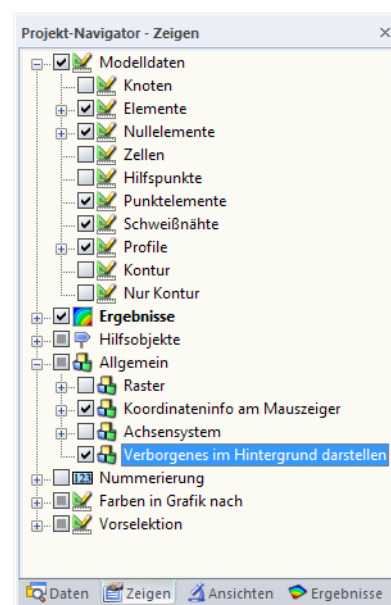 Projekt-Navigator - Zeigen
Modelldaten
Knoten
Elemente
Nullelemente
Zellen
Hilfspunkte
Punktelemente
Schweißnähte
Profile
Kontur
Nur Kontur
Ergebnisse
Hilfsobjekte
Allgemein
Raster
Koordinateninfo am Mauszeiger
Achsensystem
Verborgenes im Hintergrund darstellen
123 Nummerierung
Farben in Grafik nach
Vorselektion
Daten Zeigen Ansichten Ergebnisse